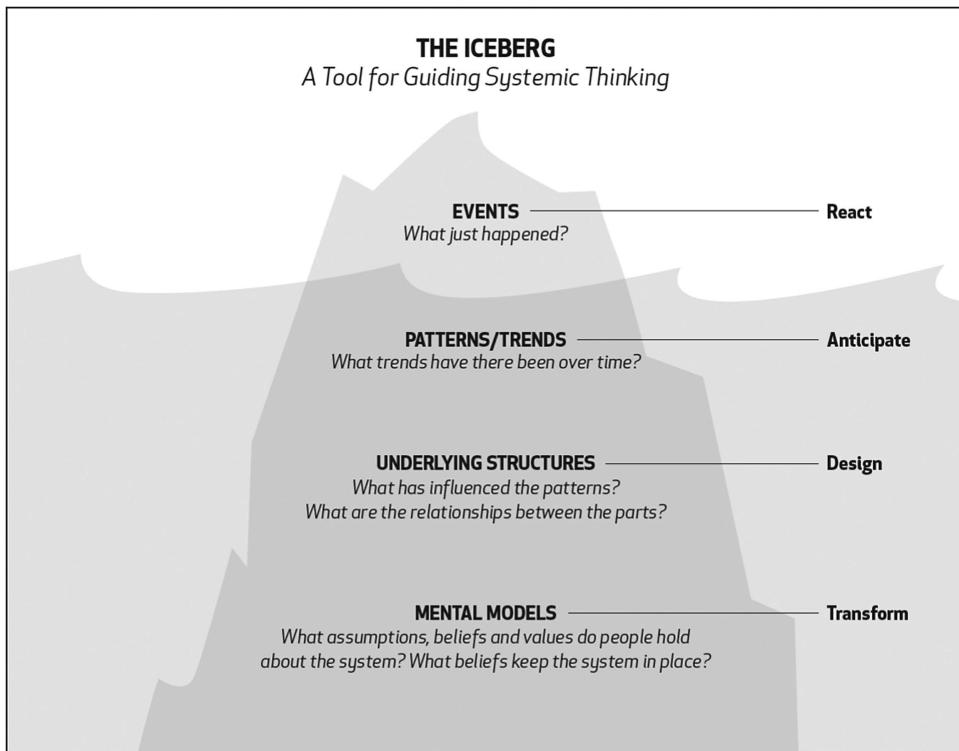 THE ICEBERG
A Tool for Guiding Systemic Thinking
EVENTS React
What just happened?
PATTERNS/TRENDS Anticipate
What trends have there been over time?
UNDERLYING STRUCTURES Design
What has influenced the patterns?
What are the relationships between the parts?
MENTAL MODELS Transform
What assumptions, beliefs and values do people hold
about the system? What beliefs keep the system in place?